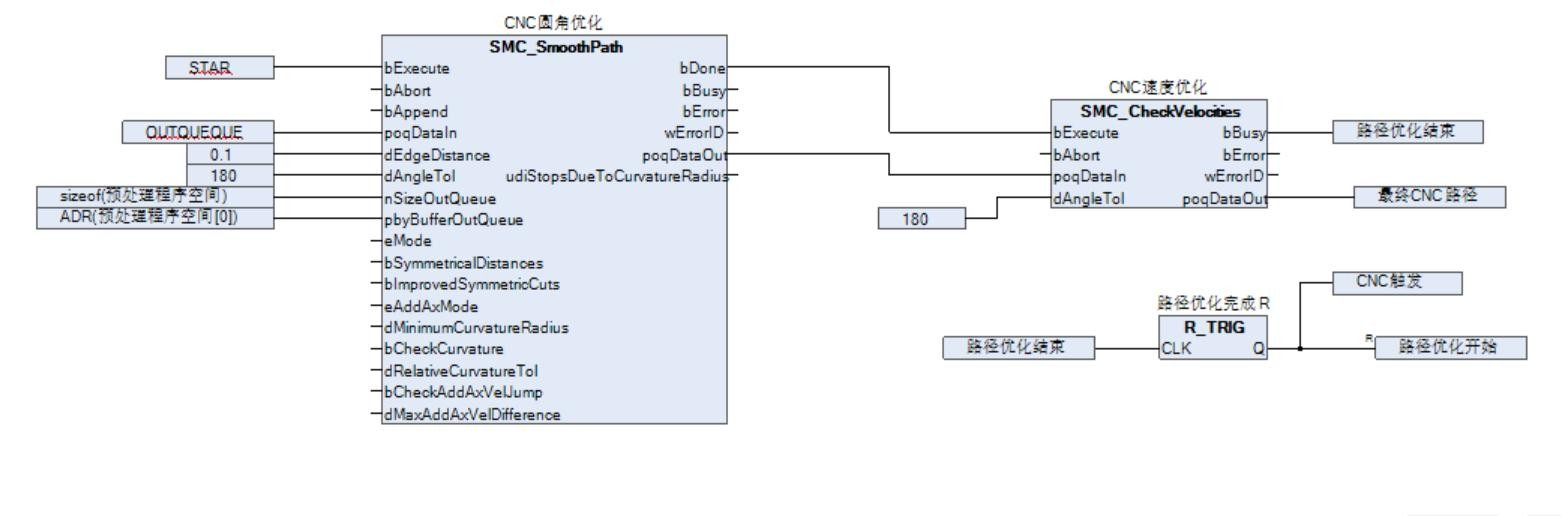 CNC圆角优化
SMC_SmoothPath
STAR
bExecute
bDone
bAbort
bBusy
bAppend
bError
OUTQUEQUE
poqDataIn
wErrorID
0.1
dEdgeDistance
poqDataOut
180
dAngleTol
udiStopsDueToCurvatureRadius
sizeof(预处理程序空间)
nSizeOutQueue
ADR(预处理程序空间[0])
pbyBufferOutQueue
eMode
bSymmetricalDistances
bImprovedSymmetricCuts
eAddAxMode
dMinimumCurvatureRadius
bCheckCurvature
dRelativeCurvatureTol
bCheckAddAxVelJump
dMaxAddAxVelDifference
CNC速度优化
SMC_CheckVelocities
bExecute
bBusy
路径优化结束
bAbort
bError
poqDataIn
wErrorID
180
dAngleTol
poqDataOut
最终CNC路径
CNC触发
路径优化完成R
R_TRIG
路径优化结束
CLK
Q
R
路径优化开始